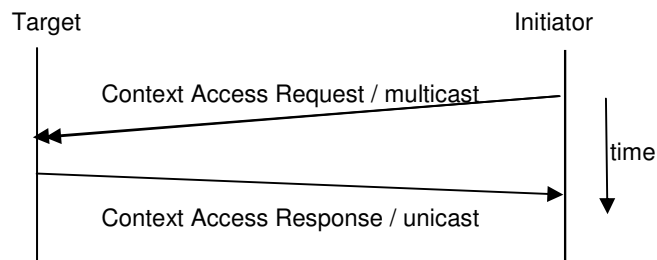 Target
Initiator
Context Access Request / multicast
time
Context Access Response / unicast